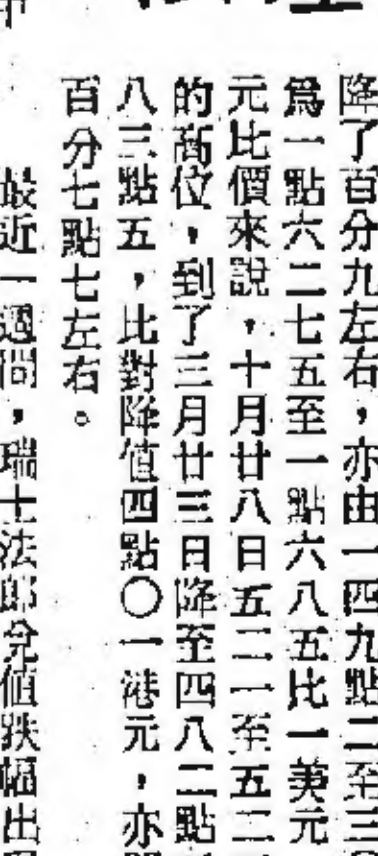 降了百分九左右，亦由一四九點二至三
爲一點六二七五至一點六八五比一美元
元比價來說，十月廿八日五二一至五二
的高位，到了三月廿三日降至四八二點
八三點五，比對降值四點〇一港元，亦
百分七點七左右。
最近一週間，瑞士法郎兌值跌幅出